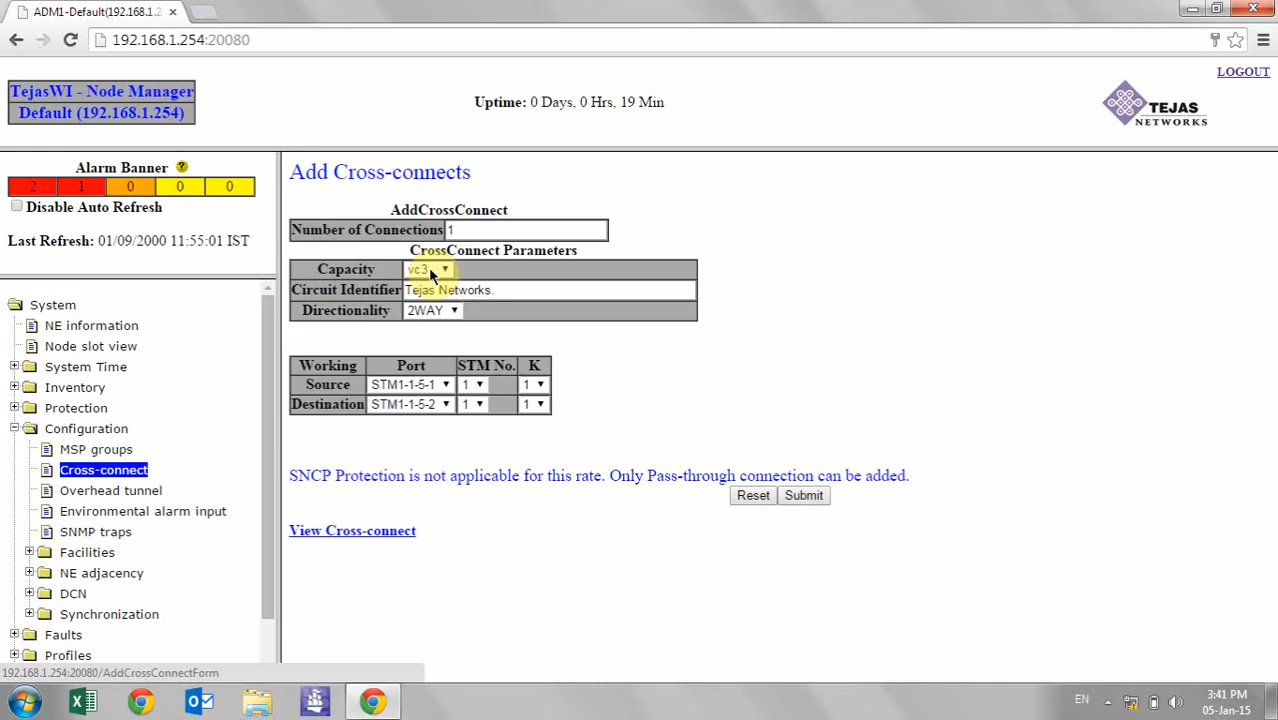 ADM1-Default(192.168.1.2
192.168.1.254:20080
LOGOUT
TejasWI - Node Manager
Default (192.168.1.254)
Uptime: 0 Days, 0 Hrs, 19 Min
TEJAS
NETWORKS
Alarm Banner ?
2 1 0 0 0
Disable Auto Refresh
Last Refresh: 01/09/2000 11:55:01 IST
System
NE information
Node slot view
System Time
Inventory
Protection
Configuration
MSP groups
Cross-connect
Overhead tunnel
Environmental alarm input
SNMP traps
Facilities
NE adjacency
DCN
Synchronization
Faults
Profiles
Add Cross-connects
AddCrossConnect
Number of Connections 1
CrossConnect Parameters
Capacity vc3
Circuit Identifier Tejas Networks.
Directionality 2WAY
Working Port STM No. K
Source STM1-1-5-1 1 1
Destination STM1-1-5-2 1 1
SNCP Protection is not applicable for this rate. Only Pass-through connection can be added.
Reset Submit
View Cross-connect
192.168.1.254:20080/AddCrossConnectForm
EN
3:41 PM
05-Jan-15